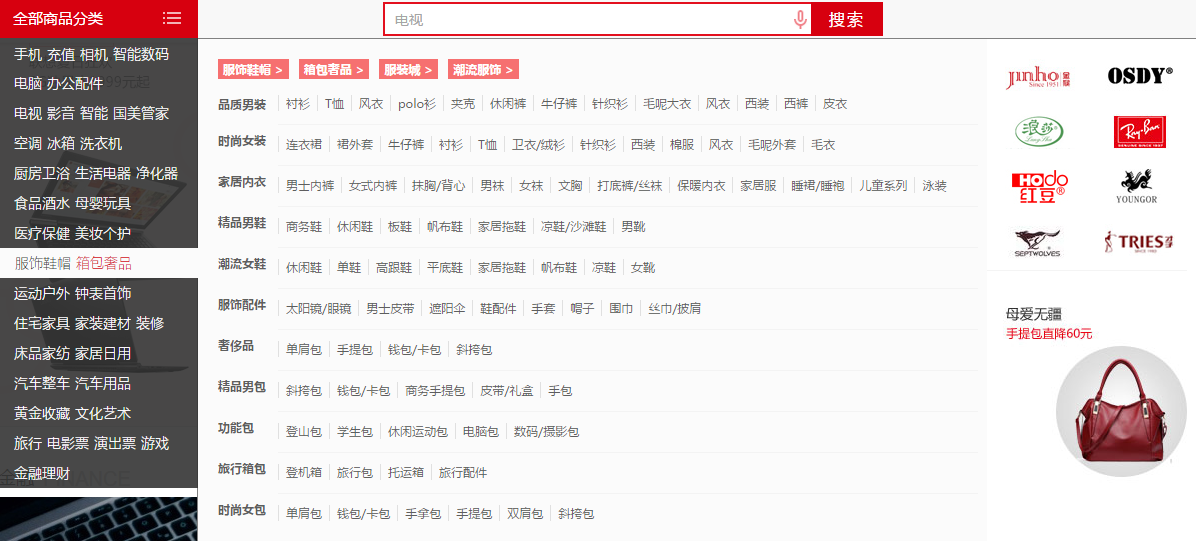 全部商品分类
电视
搜索
手机 充值 相机 智能数码
电脑 办公配件
电视 影音 智能 国美管家
空调 冰箱 洗衣机
厨房卫浴 生活电器 净化器
食品酒水 母婴玩具
医疗保健 美妆个护
服饰鞋帽 箱包奢品
运动户外 钟表首饰
住宅家具 家装建材 装修
床品家纺 家居日用
汽车整车 汽车用品
黄金收藏 文化艺术
旅行 电影票 演出票 游戏
金融理财
服饰鞋帽 > 箱包奢品 > 服装城 > 潮流服饰 >
品质男装 衬衫 T恤 风衣 polo衫 夹克 休闲裤 牛仔裤 针织衫 毛呢大衣 风衣 西装 西裤 皮衣
时尚女装 连衣裙 裙外套 牛仔裤 衬衫 T恤 卫衣/绒衫 针织衫 西装 棉服 风衣 毛呢外套 毛衣
家居内衣 男士内裤 女式内裤 抹胸/背心 男袜 女袜 文胸 打底裤/丝袜 保暖内衣 家居服 睡裙/睡袍 儿童系列 泳装
精品男鞋 商务鞋 休闲鞋 板鞋 帆布鞋 家居拖鞋 凉鞋/沙滩鞋 男靴
潮流女鞋 休闲鞋 单鞋 高跟鞋 平底鞋 家居拖鞋 帆布鞋 凉鞋 女靴
服饰配件 太阳镜/眼镜 男士皮带 遮阳伞 鞋配件 手套 帽子 围巾 丝巾/披肩
奢侈品 单肩包 手提包 钱包/卡包 斜挎包
精品男包 斜挎包 钱包/卡包 商务手提包 皮带/礼盒 手包
功能包 登山包 学生包 休闲运动包 电脑包 数码/摄影包
旅行箱包 登机箱 旅行包 托运箱 旅行配件
时尚女包 单肩包 钱包/卡包 手拿包 手提包 双肩包 斜挎包
jinho 金号 Since 1951
OSDY®
浪莎
Ray-Ban
GENUINE SINCE 1937
HOdo
红豆®
YOUNGOR
SEPTWOLVES
TRIES
母爱无疆
手提包直降60元